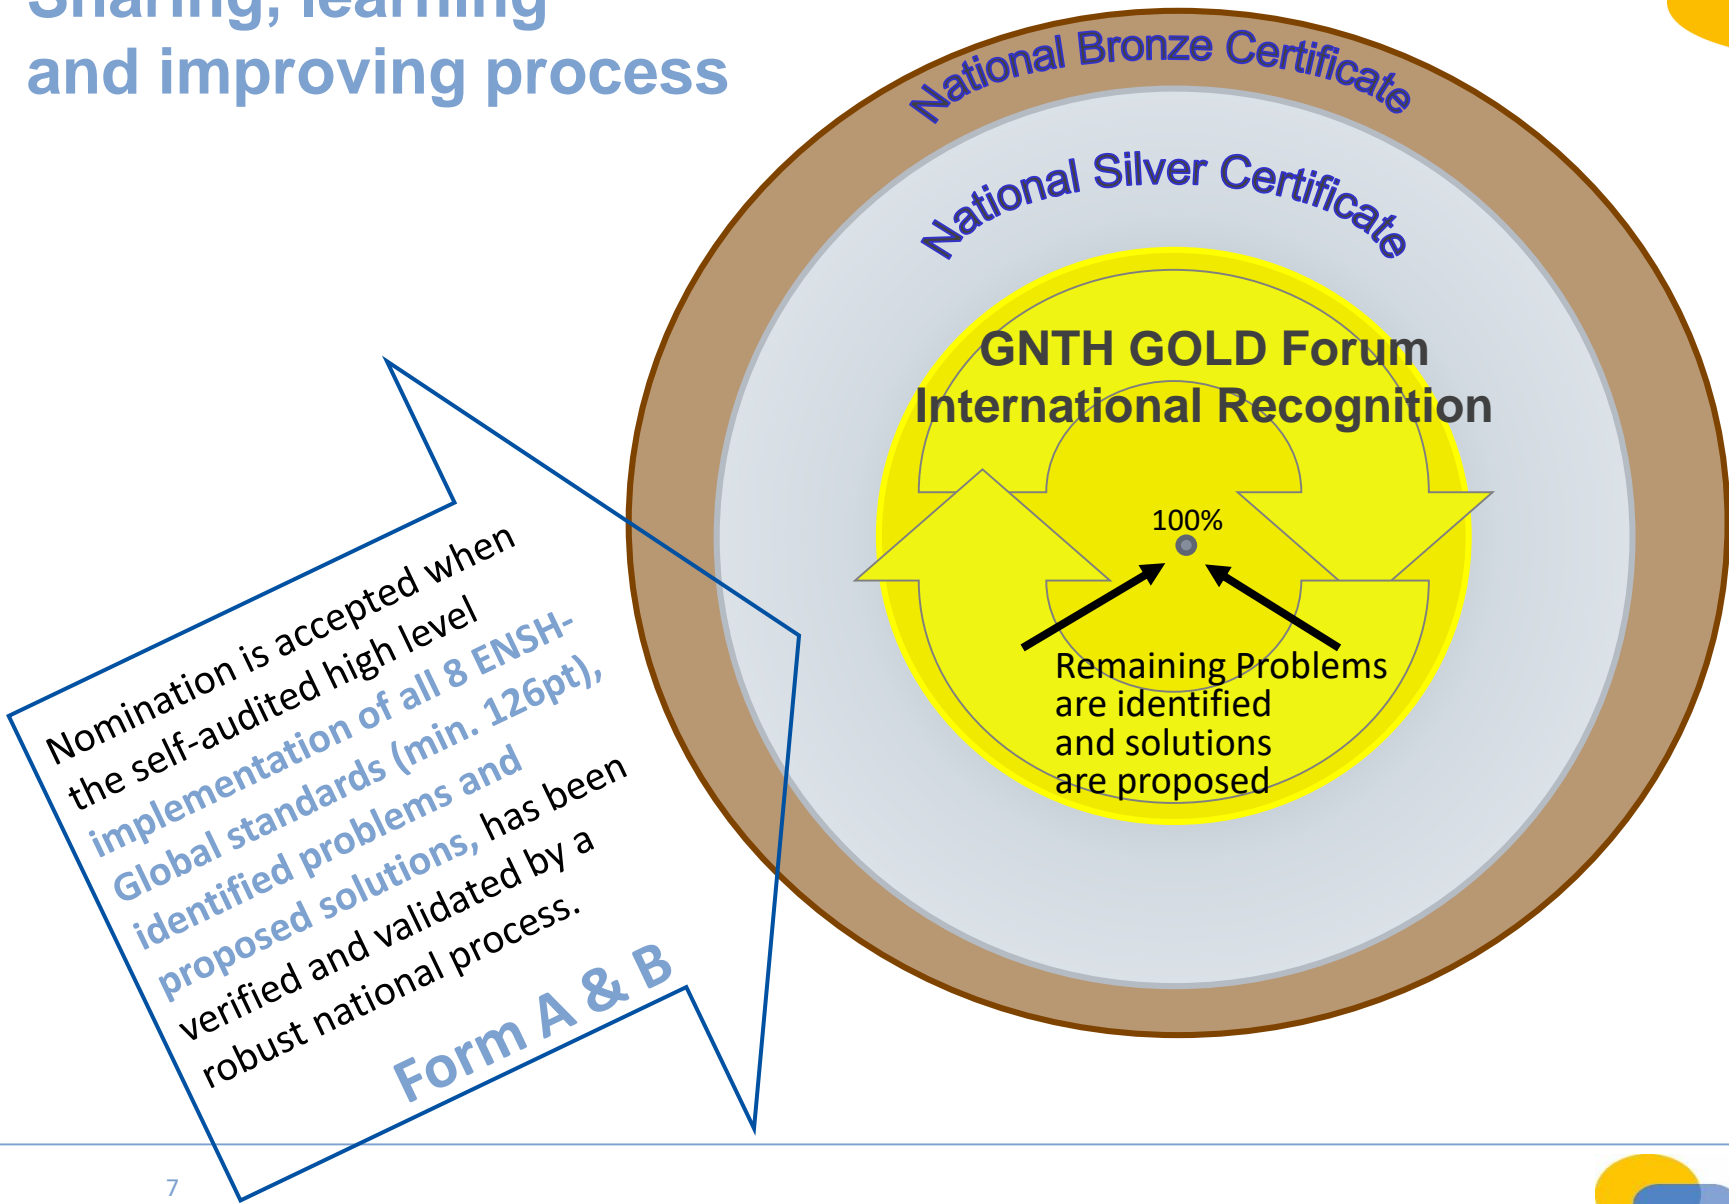 Sharing, learning
and improving process
National Bronze Certificate
National Silver Certificate
GNTH GOLD Forum
International Recognition
100%
Remaining Problems
are identified
and solutions
are proposed
Nomination is accepted when
the self-audited high level
implementation of all 8 ENSH-
Global standards (min. 126pt),
identified problems and
proposed solutions, has been
verified and validated by a
robust national process.
Form A & B
7